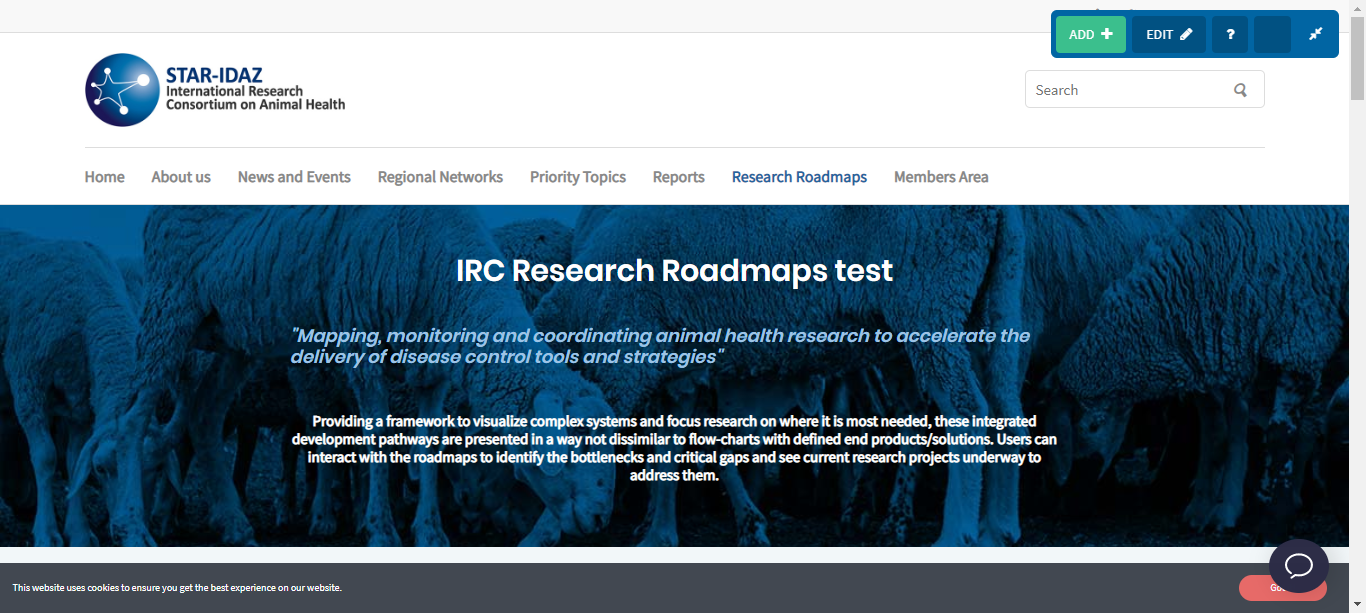 ADD
EDIT
?
STAR-IDAZ
International Research
Consortium on Animal Health
Search
Home About us News and Events Regional Networks Priority Topics Reports Research Roadmaps Members Area
IRC Research Roadmaps test
"Mapping, monitoring and coordinating animal health research to accelerate the
delivery of disease control tools and strategies"
Providing a framework to visualize complex systems and focus research on where it is most needed, these integrated
development pathways are presented in a way not dissimilar to flow-charts with defined end products/solutions. Users can
interact with the roadmaps to identify the bottlenecks and critical gaps and see current research projects underway to
address them.
This website uses cookies to ensure you get the best experience on our website.